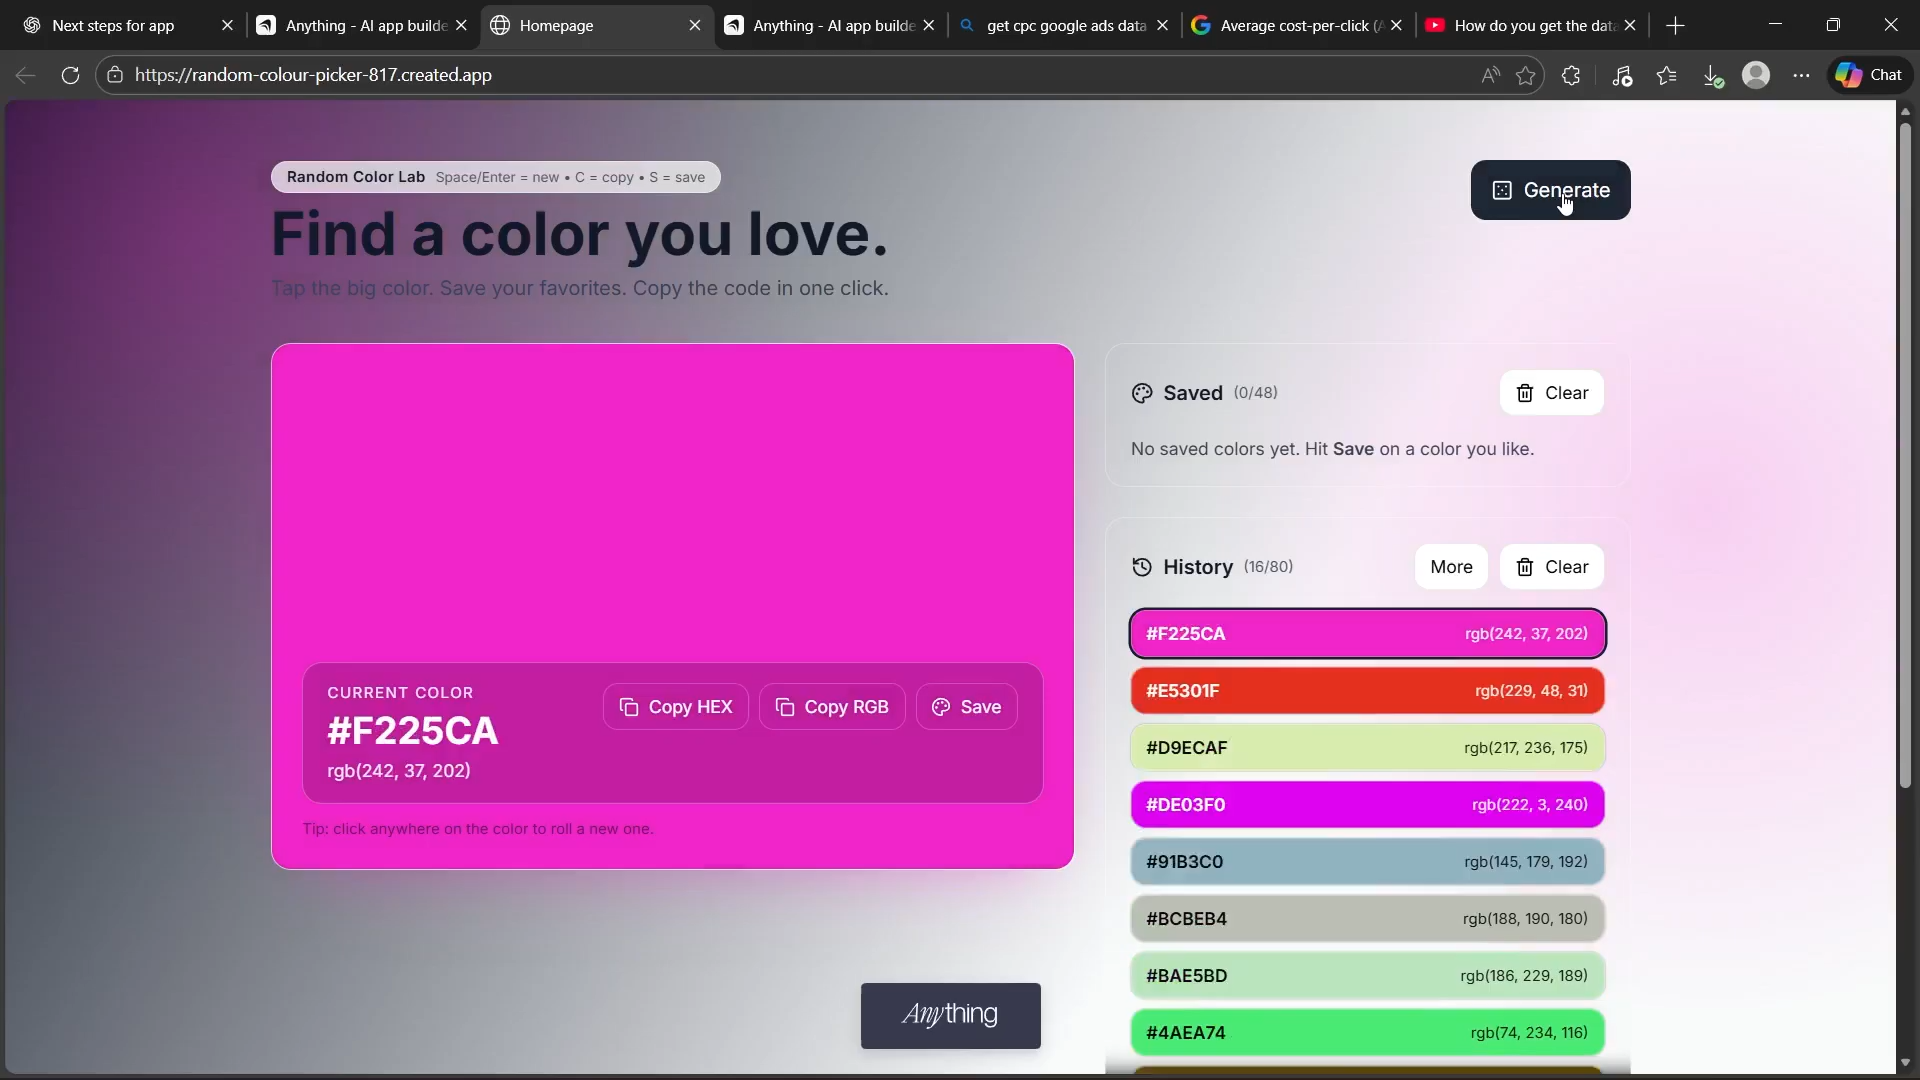 Next steps for app
Anything - AI app builde
Homepage
Anything - AI app builde
get cpc google ads data
Average cost-per-click (A
How do you get the data
https://random-colour-picker-817.created.app
Chat
Random Color Lab Space/Enter = new • C = copy • S = save
Generate
Find a color you love.
Tap the big color. Save your favorites. Copy the code in one click.
CURRENT COLOR
#F225CA
rgb(242, 37, 202)
Copy HEX
Copy RGB
Save
Tip: click anywhere on the color to roll a new one.
Saved (0/48)
Clear
No saved colors yet. Hit Save on a color you like.
History (16/80)
More
Clear
#F225CA rgb(242, 37, 202)
#E5301F rgb(229, 48, 31)
#D9ECAF rgb(217, 236, 175)
#DE03F0 rgb(222, 3, 240)
#91B3C0 rgb(145, 179, 192)
#BCBEB4 rgb(188, 190, 180)
#BAE5BD rgb(186, 229, 189)
#4AEA74 rgb(74, 234, 116)
Anything